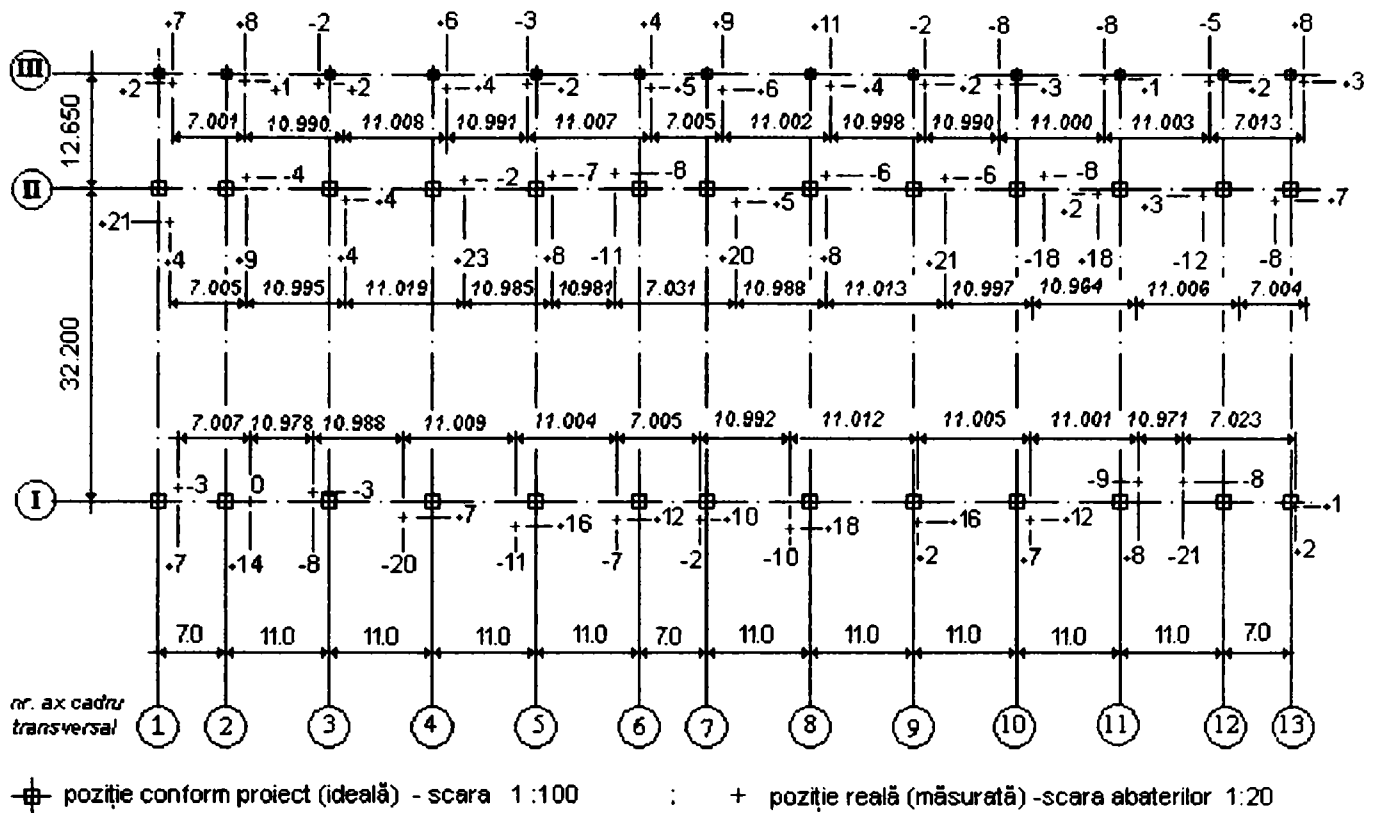 +7 +8 -2 +6 -3 +4 +9 +11 -2 -8 -8 -5 +8
III
+2 +1 +2 +4 +2 +5 +6 +4 +2 +3 +1 +2 +3
7.001 10.990 11.008 10.991 11.007 7.005 11.002 10.998 10.990 11.000 11.003 7.013
12.650
II
-4 +4 -2 -7 -8 +5 -6 -6 -8 +2 +3 +7
+21
+4 +9 +4 +23 +8 -11 +20 +8 +21 -18 +18 -12 -8
7.005 10.995 11.019 10.985 10.981 7.031 10.988 11.013 10.997 10.964 11.006 7.004
32.200
7.007 10.978 10.988 11.009 11.004 7.005 10.992 11.012 11.005 11.001 10.971 7.023
I
-3 0 -3 +7 +16 +12 +10 +18 +16 +12 -9 -8 +1
+7 +14 -8 -20 -11 -7 -2 -10 +2 +7 +8 -21 +2
7.0 11.0 11.0 11.0 11.0 7.0 11.0 11.0 11.0 11.0 11.0 7.0
nr. ax cadru
transversal
1 2 3 4 5 6 7 8 9 10 11 12 13
poziție conform proiect (ideală) - scara 1:100 ; + poziție reală (măsurată) -scara abaterilor 1:20